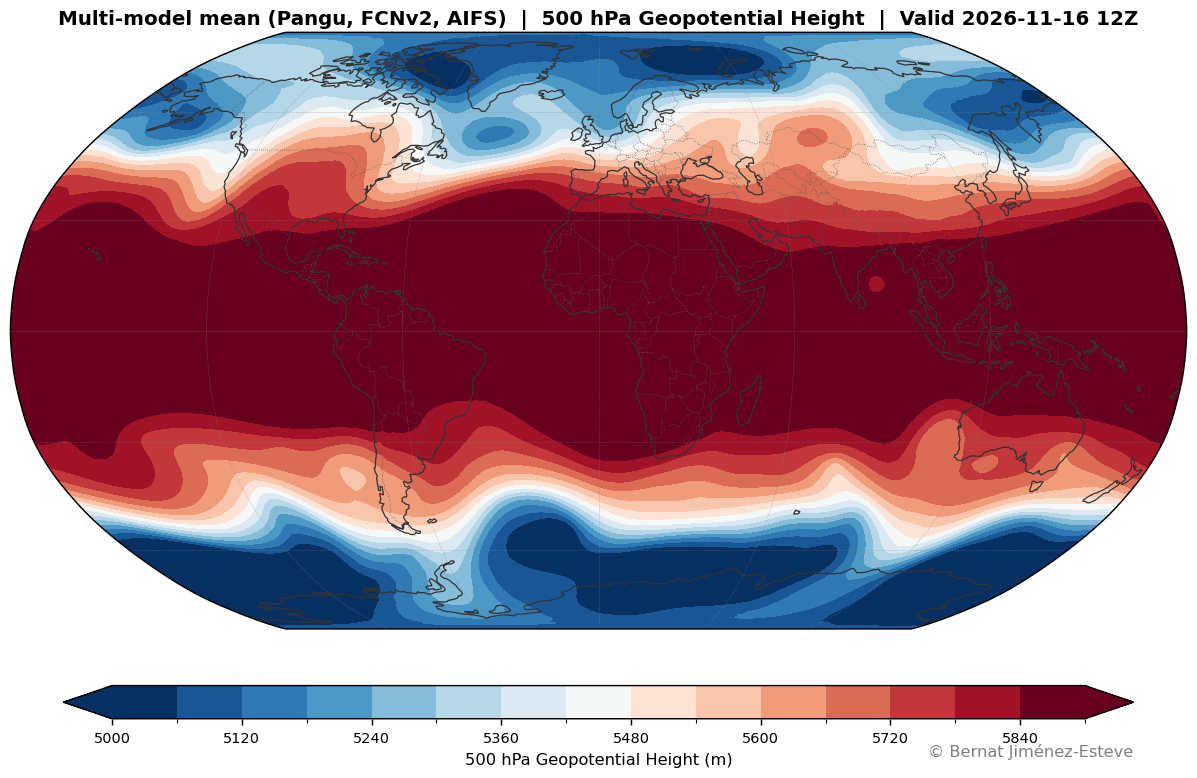 Multi-model mean (Pangu, FCNv2, AIFS)  |  500 hPa Geopotential Height  |  Valid 2026-11-16 12Z
5000 5120 5240 5360 5480 5600 5720 5840
500 hPa Geopotential Height (m)
© Bernat Jiménez-Esteve